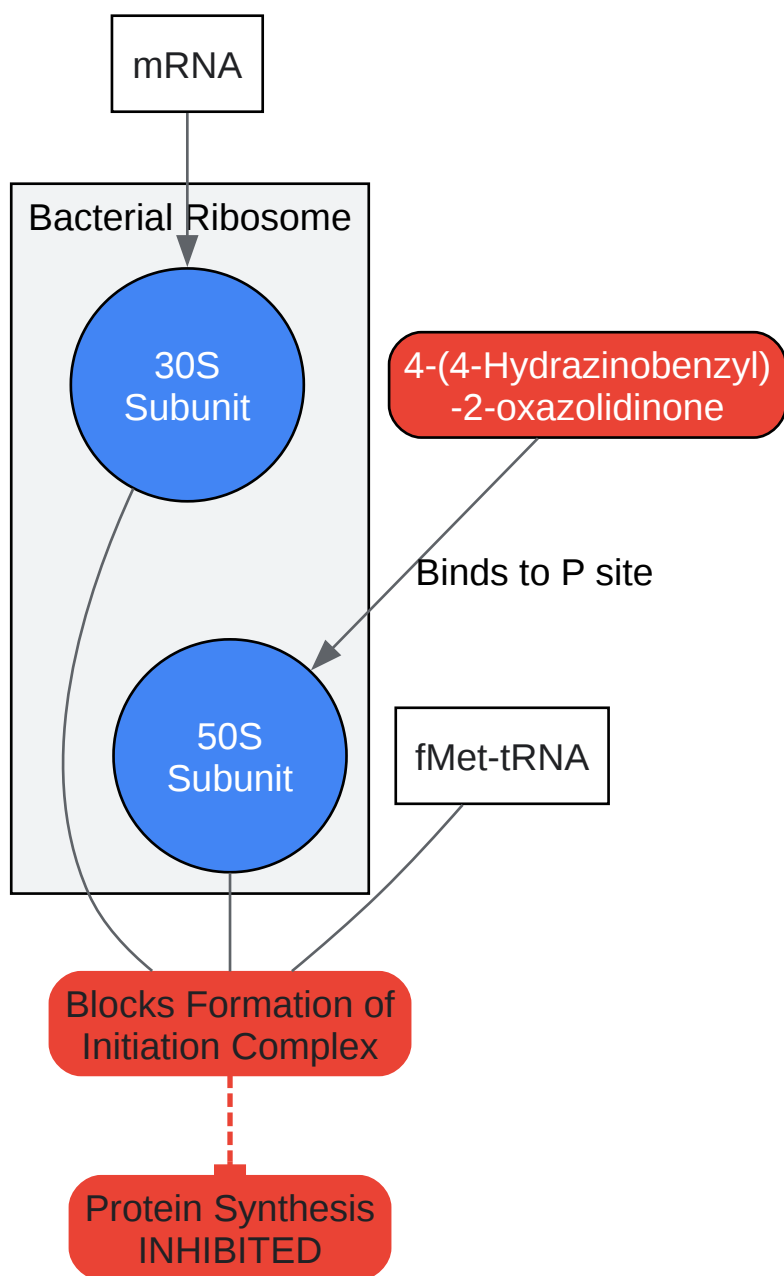 mRNA
Bacterial Ribosome
30S
Subunit
4-(4-Hydrazinobenzyl)
-2-oxazolidinone
Binds to P site
50S
Subunit
fMet-tRNA
Blocks Formation of
Initiation Complex
Protein Synthesis
INHIBITED